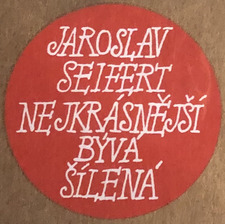 JAROSLAV
SEIFERT
NEJKRÁSNĚJŠÍ
BÝVÁ
ŠÍLENÁ